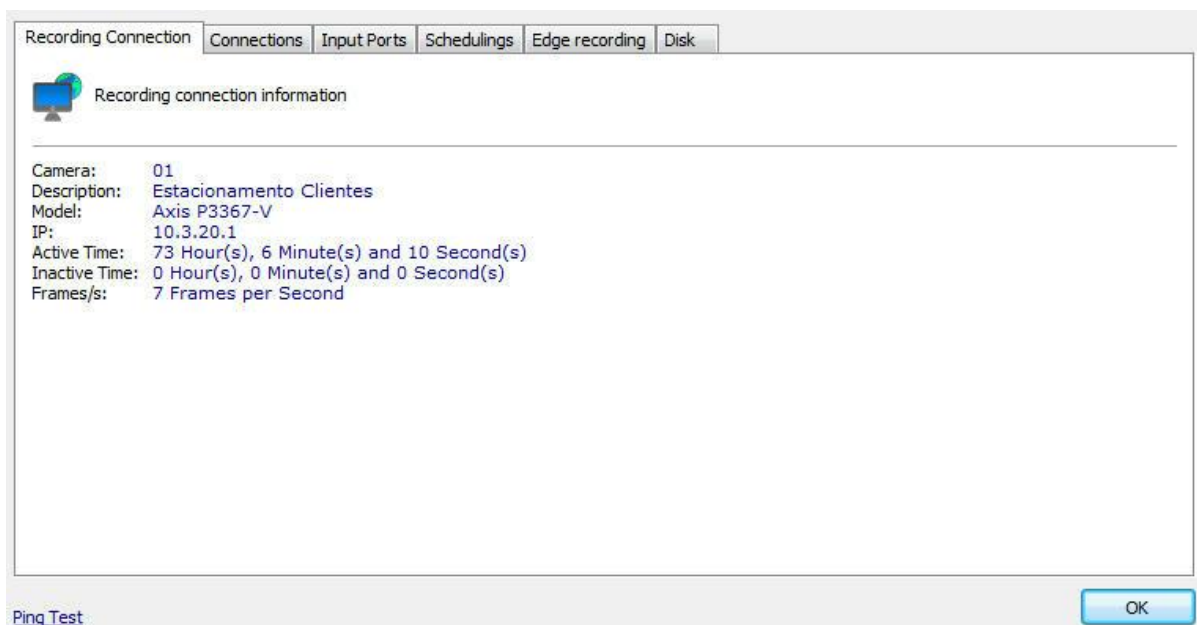 Recording Connection Connections Input Ports Schedulings Edge recording Disk
Recording connection information
Camera: 01
Description: Estacionamento Clientes
Model: Axis P3367-V
IP: 10.3.20.1
Active Time: 73 Hour(s), 6 Minute(s) and 10 Second(s)
Inactive Time: 0 Hour(s), 0 Minute(s) and 0 Second(s)
Frames/s: 7 Frames per Second
OK
Ping Test